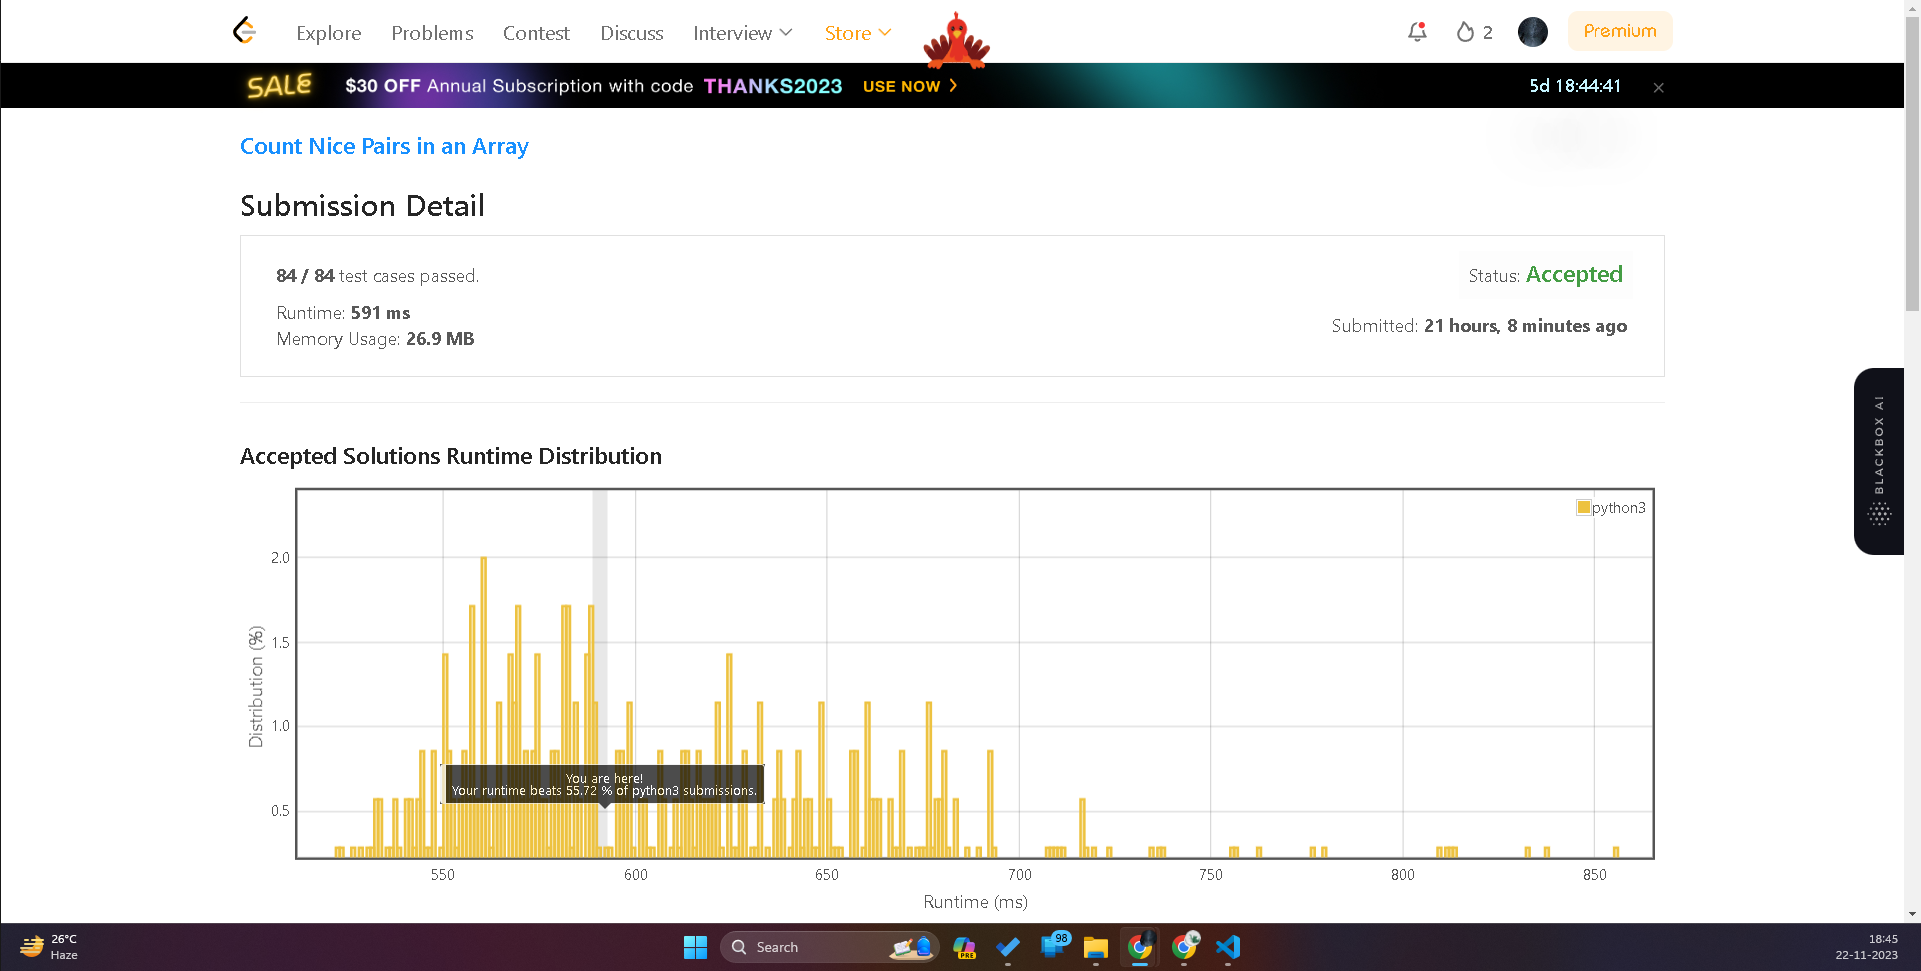 Explore Problems Contest Discuss Interview Store 2 Premium
SALE $30 OFF Annual Subscription with code THANKS2023 USE NOW 5d 18:44:41
Count Nice Pairs in an Array
Submission Detail
84 / 84 test cases passed.
Status: Accepted
Runtime: 591 ms
Submitted: 21 hours, 8 minutes ago
Memory Usage: 26.9 MB
BLACKBOX AI
Accepted Solutions Runtime Distribution
python3
2.0
1.5
1.0
0.5
Distribution (%)
You are here!
Your runtime beats 55.72 % of python3 submissions.
550 600 650 700 750 800 850
Runtime (ms)
26°C
Haze
Search
PRE
98
18:45
22-11-2023